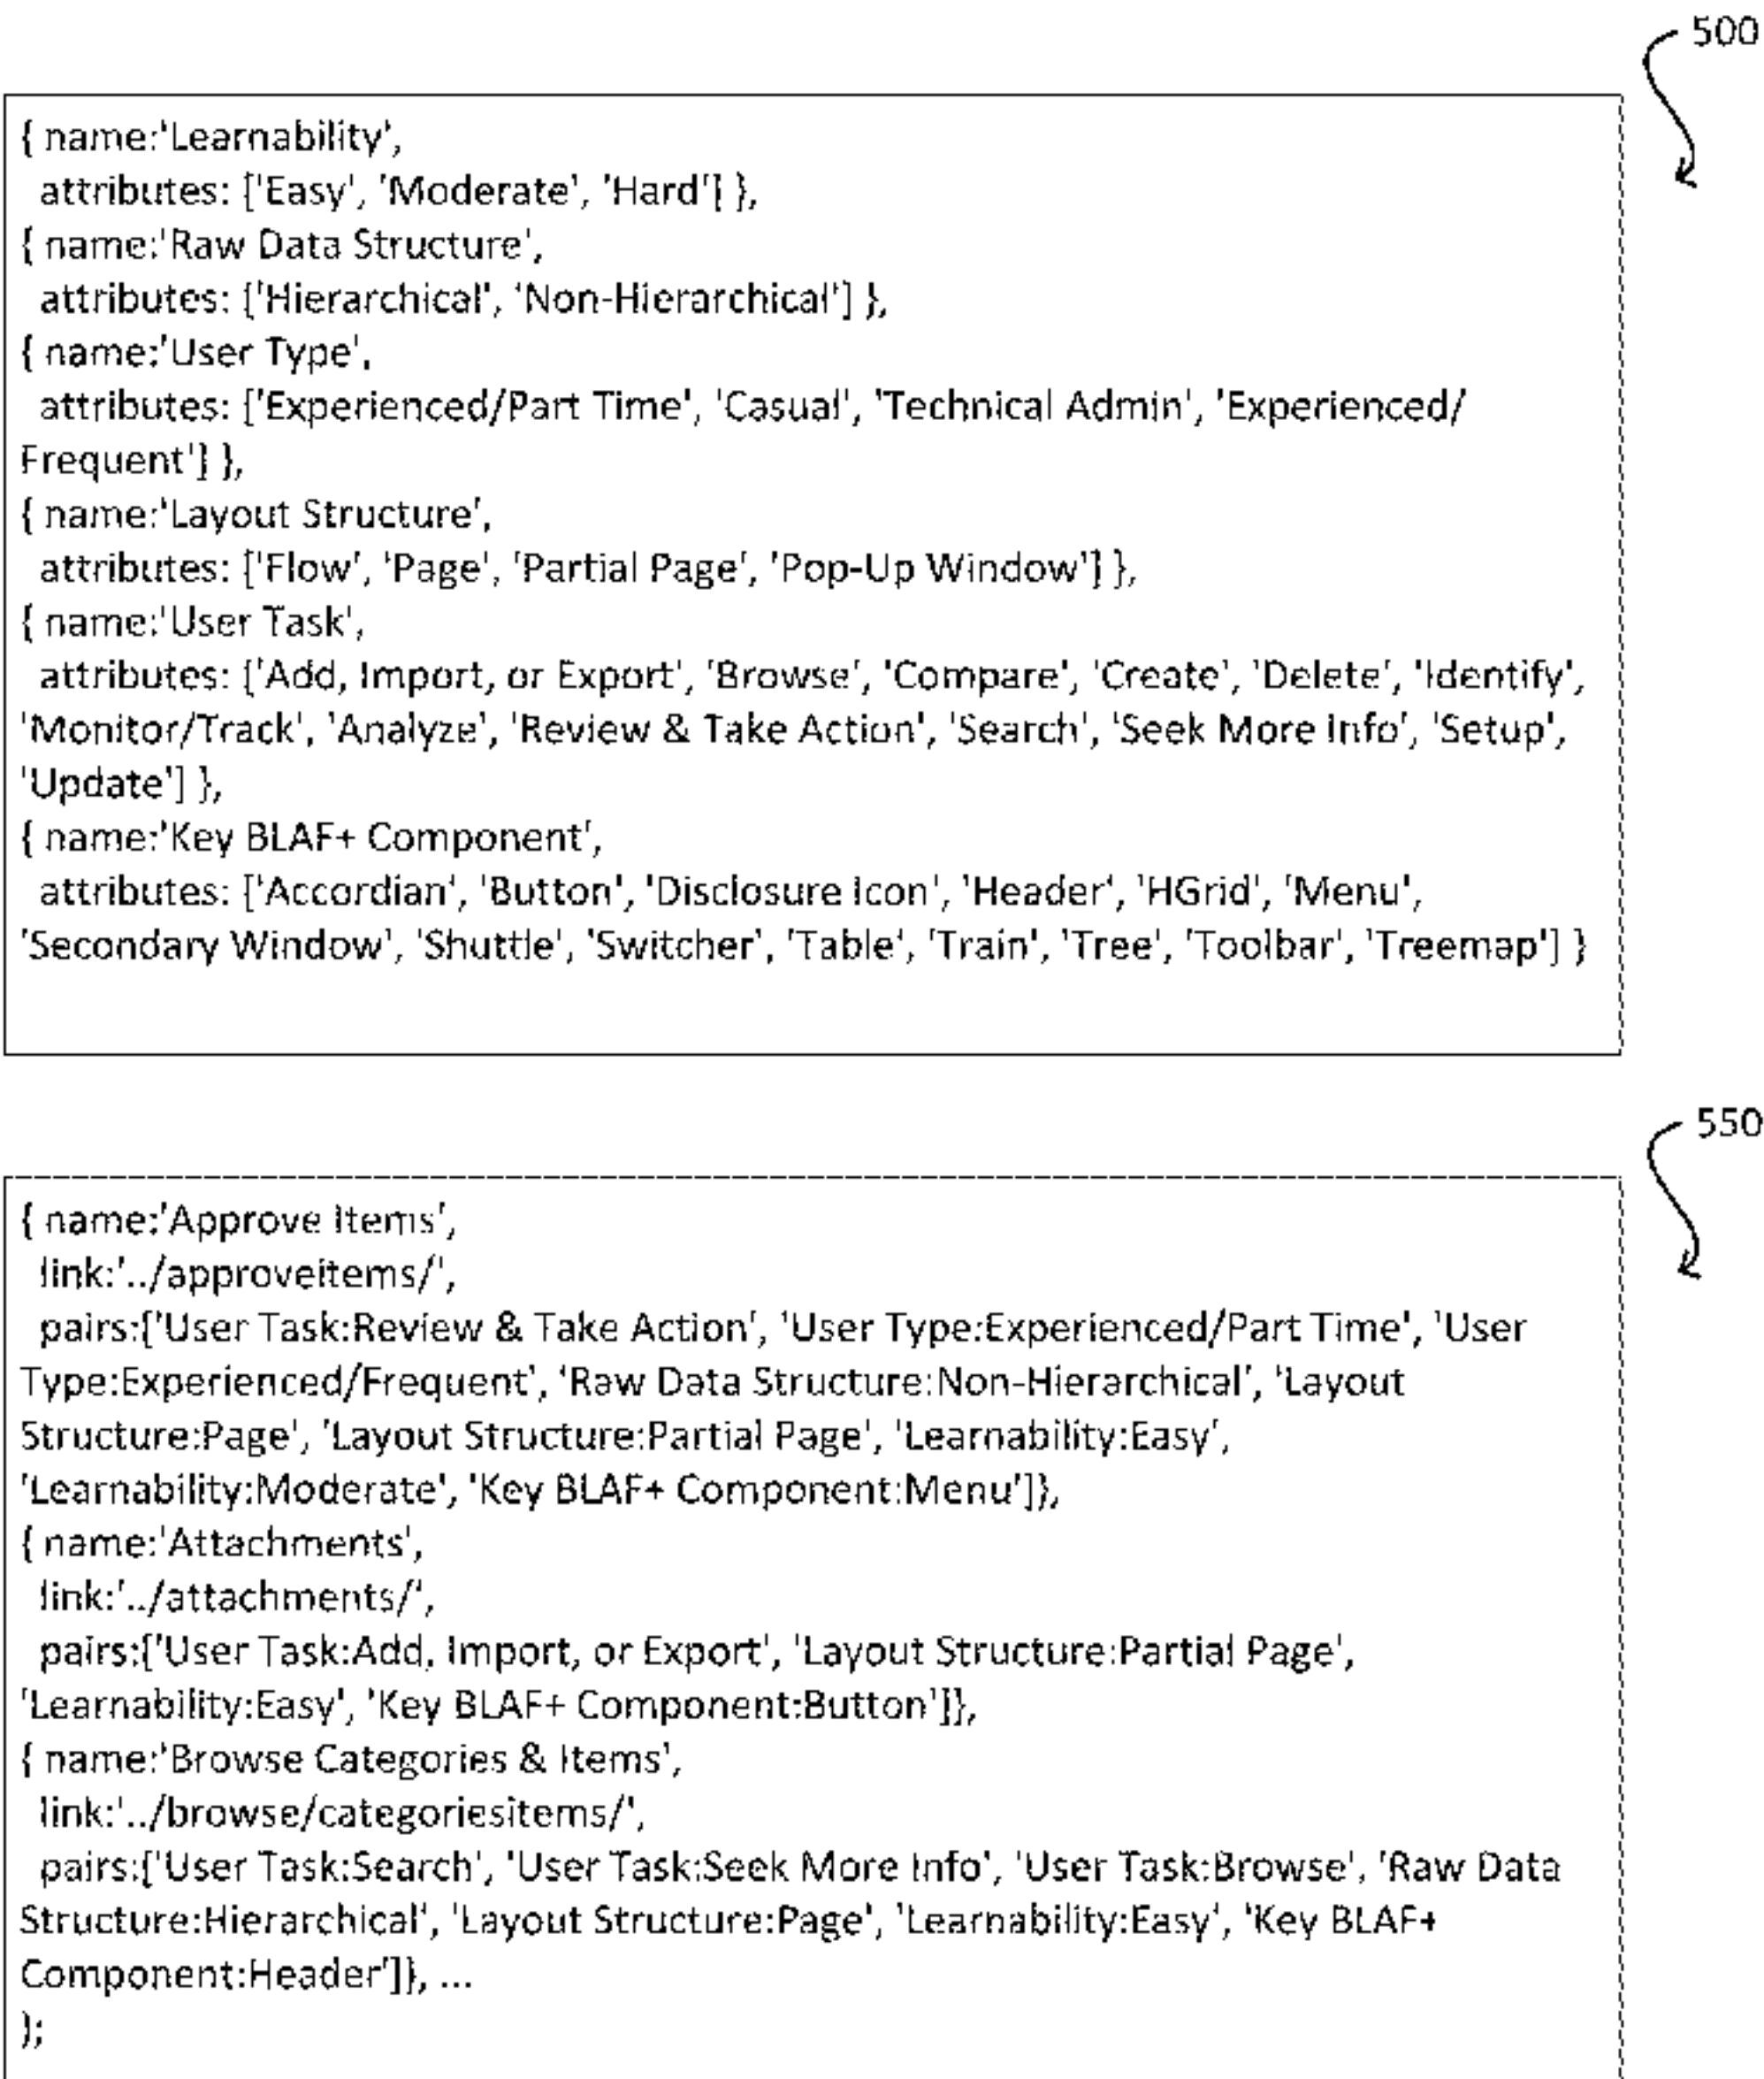 500
{ name:'Learnability',
attributes: ['Easy', 'Moderate', 'Hard'] },
{ name:'Raw Data Structure',
attributes: ['Hierarchical', 'Non-Hierarchical'] },
{ name:'User Type',
attributes: ['Experienced/Part Time', 'Casual', 'Technical Admin', 'Experienced/
Frequent'] },
{ name:'Layout Structure',
attributes: ['Flow', 'Page', 'Partial Page', 'Pop-Up Window'] },
{ name:'User Task',
attributes: ['Add, Import, or Export', 'Browse', 'Compare', 'Create', 'Delete', 'Identify',
'Monitor/Track', 'Analyze', 'Review & Take Action', 'Search', 'Seek More Info', 'Setup',
'Update'] },
{ name:'Key BLAF+ Component',
attributes: ['Accordian', 'Button', 'Disclosure Icon', 'Header', 'HGrid', 'Menu',
'Secondary Window', 'Shuttle', 'Switcher', 'Table', 'Train', 'Tree', 'Toolbar', 'Treemap'] }
550
{ name:'Approve Items',
link:'../approveitems/',
pairs:['User Task:Review & Take Action', 'User Type:Experienced/Part Time', 'User
Type:Experienced/Frequent', 'Raw Data Structure:Non-Hierarchical', 'Layout
Structure:Page', 'Layout Structure:Partial Page', 'Learnability:Easy',
'Learnability:Moderate', 'Key BLAF+ Component:Menu']},
{ name:'Attachments',
link:'../attachments/',
pairs:['User Task:Add, Import, or Export', 'Layout Structure:Partial Page',
'Learnability:Easy', 'Key BLAF+ Component:Button']},
{ name:'Browse Categories & Items',
link:'../browse/categoriesitems/',
pairs:['User Task:Search', 'User Task:Seek More Info', 'User Task:Browse', 'Raw Data
Structure:Hierarchical', 'Layout Structure:Page', 'Learnability:Easy', 'Key BLAF+
Component:Header']}, ...
);